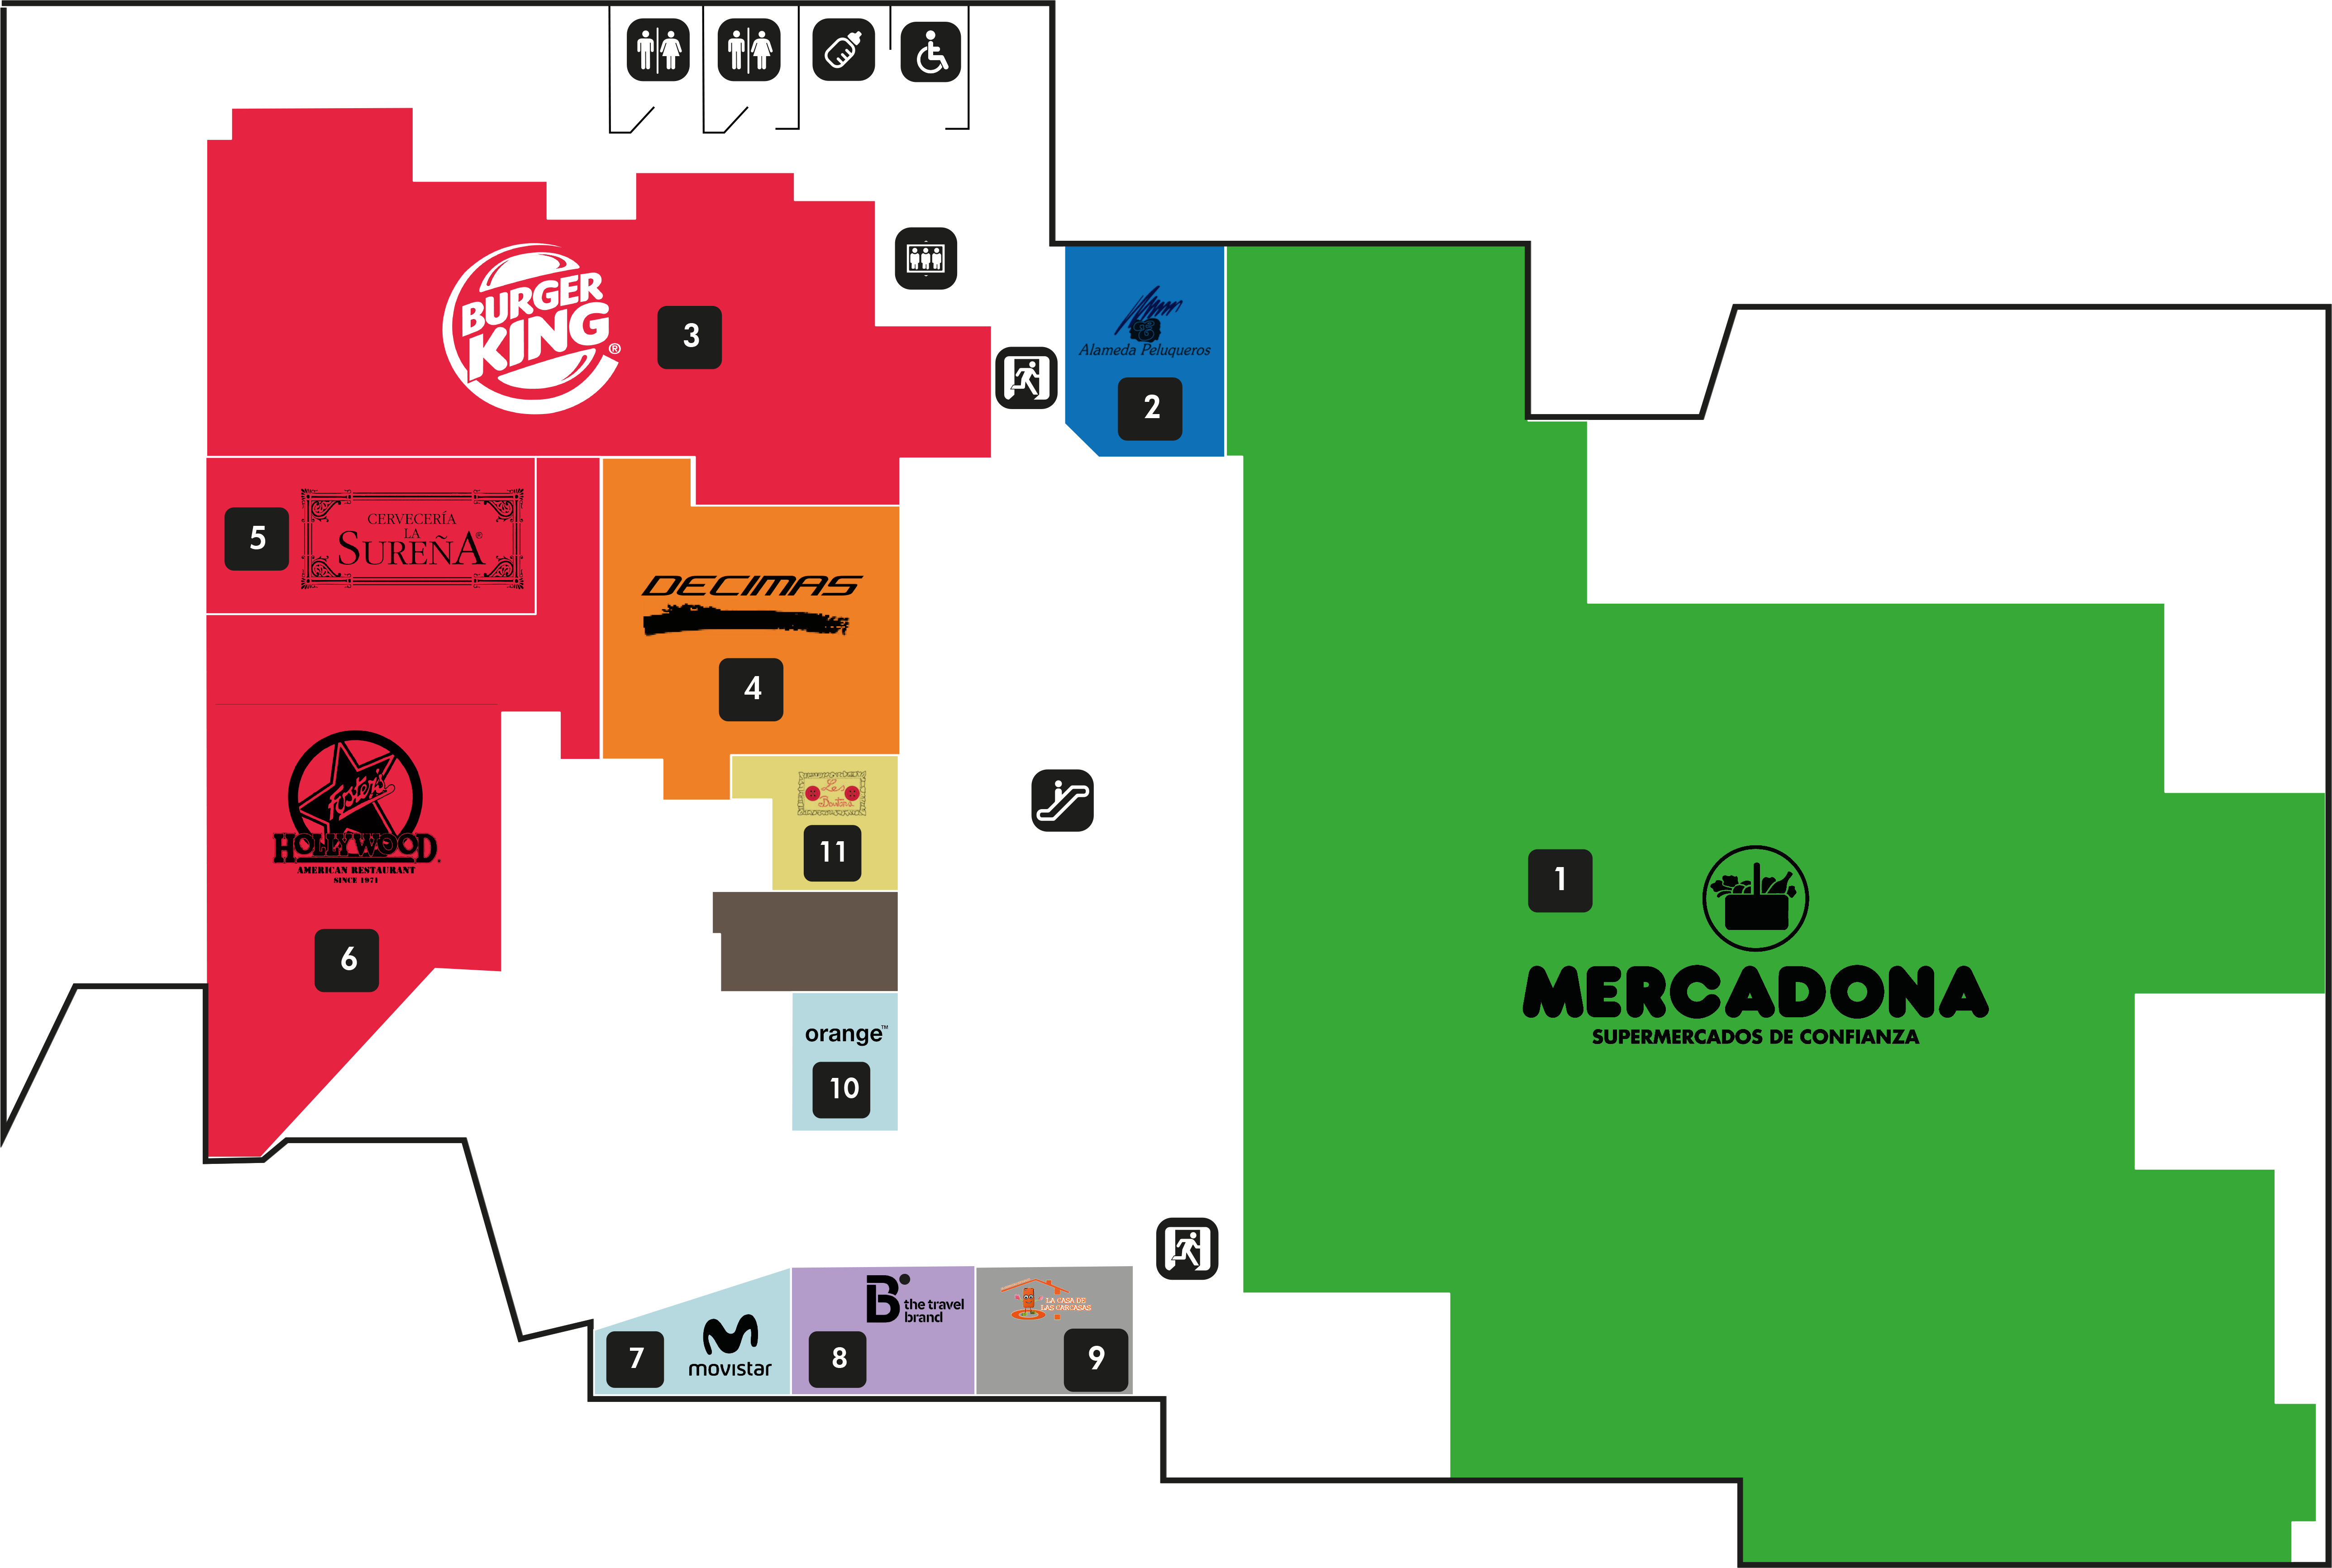 BURGER
KING®
3
Alameda Peluqueros
2
5
CERVECERÍA
LA
SUREÑA®
DECIMAS
4
Foster's
HOLLYWOOD.
AMERICAN RESTAURANT
SINCE 1971
6
Les
Boutons
11
orange™
10
1
MERCADONA
SUPERMERCADOS DE CONFIANZA
7
movistar
B
the travel
brand
8
LA CASA DE
LAS CARCASAS
9